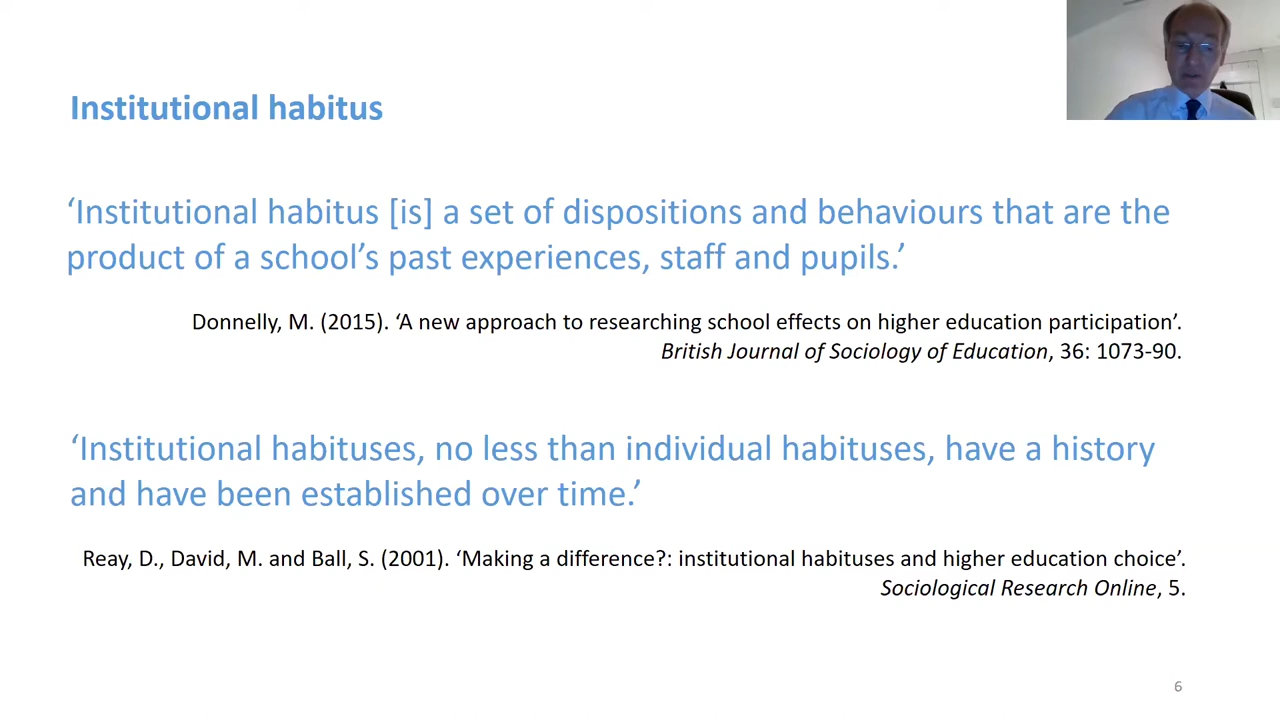 Institutional habitus
‘Institutional habitus [is] a set of dispositions and behaviours that are the
product of a school’s past experiences, staff and pupils.’
Donnelly, M. (2015). ‘A new approach to researching school effects on higher education participation’.
British Journal of Sociology of Education, 36: 1073-90.
‘Institutional habituses, no less than individual habituses, have a history
and have been established over time.’
Reay, D., David, M. and Ball, S. (2001). ‘Making a difference?: institutional habituses and higher education choice’.
Sociological Research Online, 5.
6